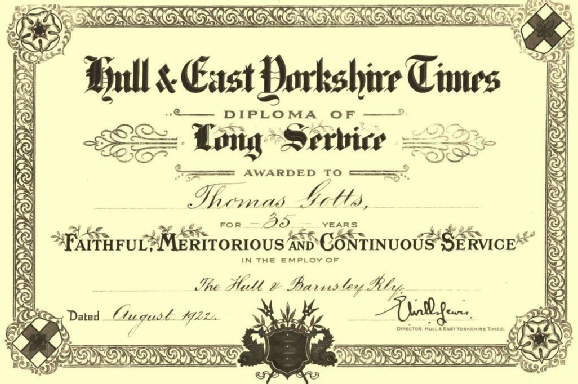 Hull & East Yorkshire Times
DIPLOMA OF
Long Service
AWARDED TO
Thomas Gotts,
FOR 35 YEARS
FAITHFUL, MERITORIOUS AND CONTINUOUS SERVICE
IN THE EMPLOY OF
The Hull & Barnsley Rly.
Dated August 1922.
DIRECTOR, HULL & EAST YORKSHIRE TIMES.